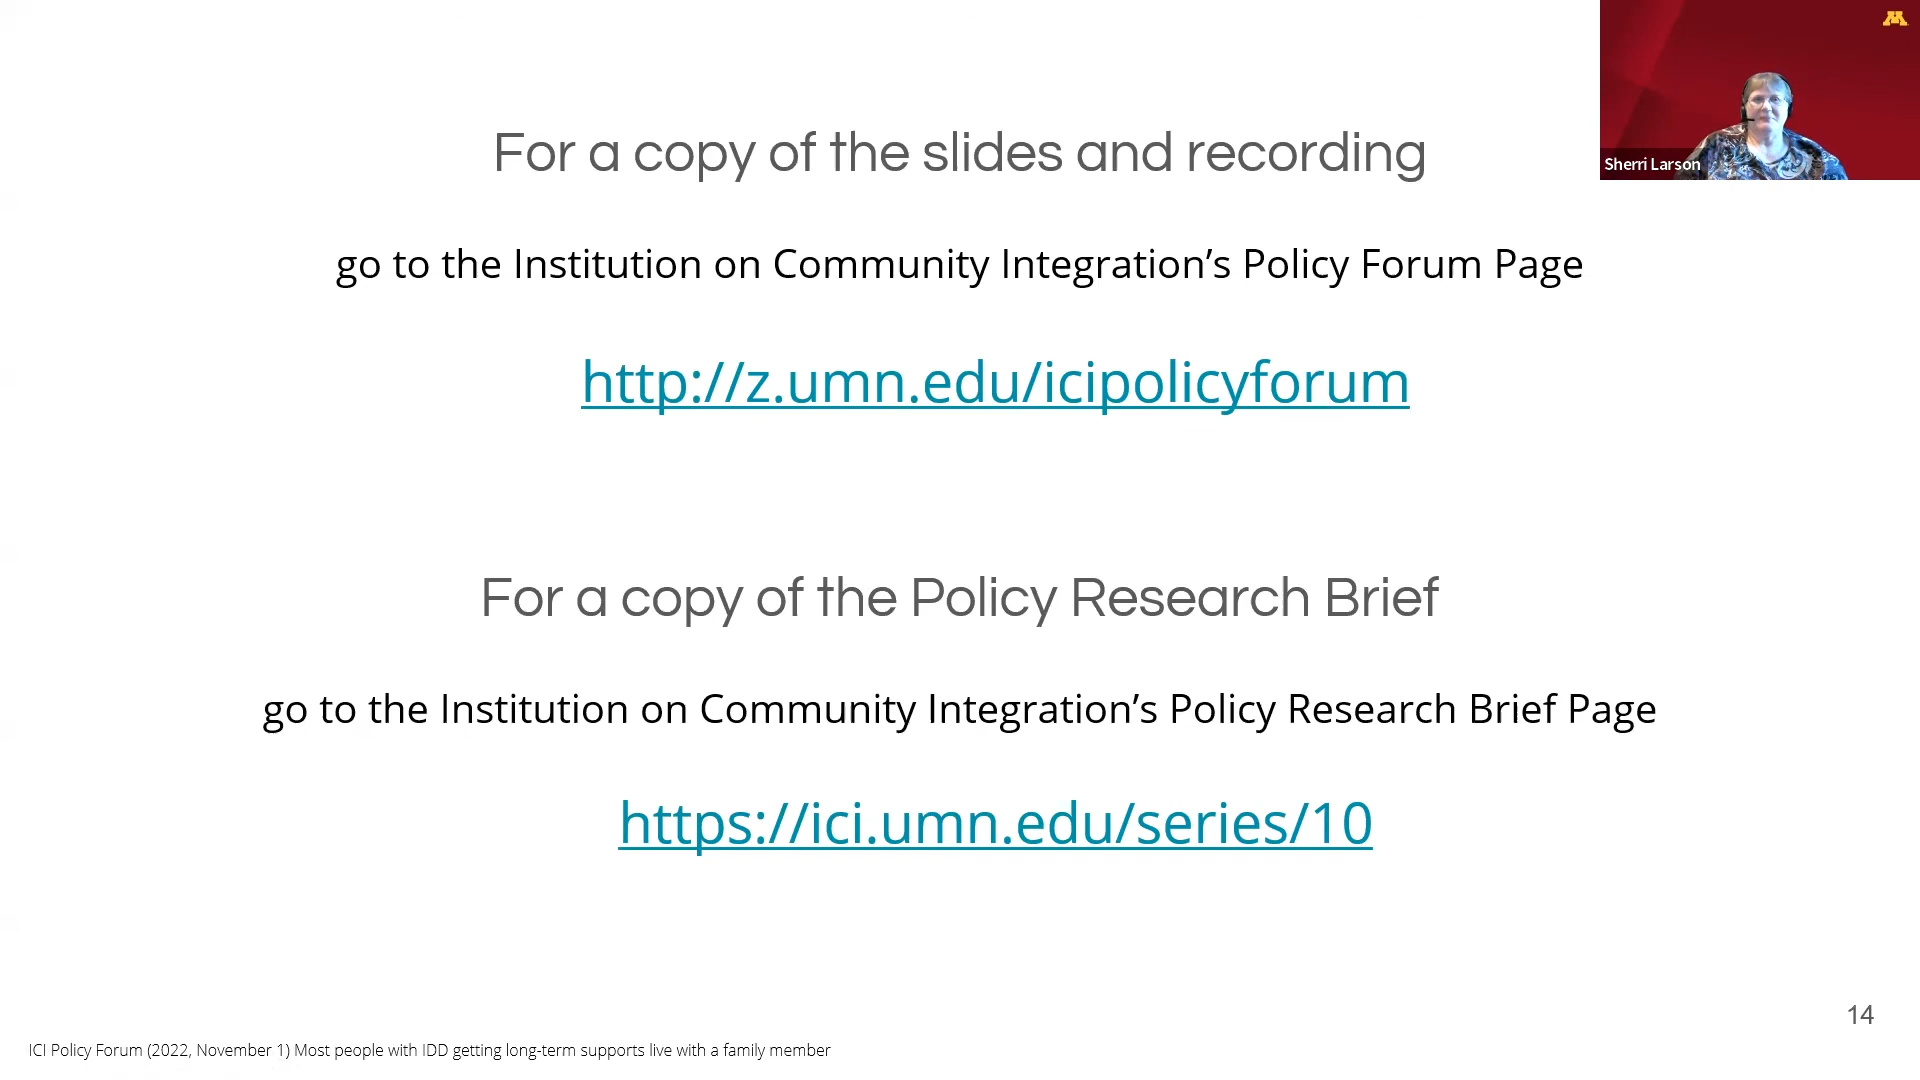 For a copy of the slides and recording
Sherri Larson
go to the Institution on Community Integration’s Policy Forum Page
http://z.umn.edu/icipolicyforum
For a copy of the Policy Research Brief
go to the Institution on Community Integration’s Policy Research Brief Page
https://ici.umn.edu/series/10
14
ICI Policy Forum (2022, November 1) Most people with IDD getting long-term supports live with a family member